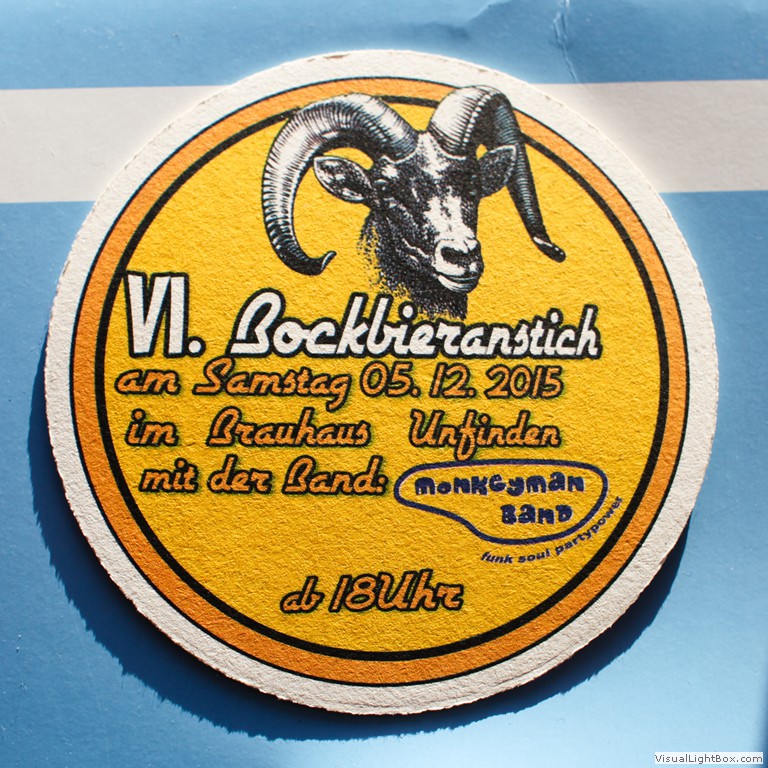 VI. Bockbieranstich
am Samstag 05. 12. 2015
im Brauhaus Unfinden
mit der Band: monkeyman
BAND
funk soul partypower
ab 18Uhr
VisualLightBox.com